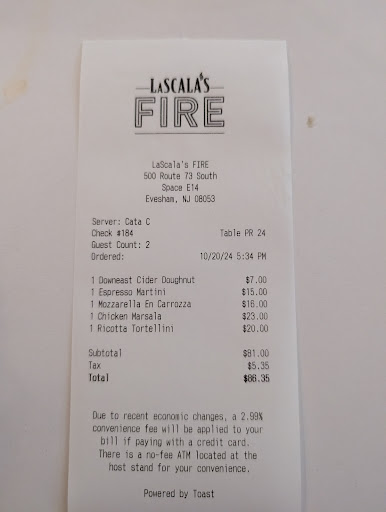 LASCALA'S
FIRE
LaScala's FIRE
500 Route 73 South
Space E14
Evesham, NJ 08053
Server: Cata C
Check #184 Table PR 24
Guest Count: 2
Ordered: 10/20/24 5:34 PM
1 Downeast Cider Doughnut $7.00
1 Espresso Martini $15.00
1 Mozzarella En Carrozza $16.00
1 Chicken Marsala $23.00
1 Ricotta Tortellini $20.00
Subtotal $81.00
Tax $5.35
Total $86.35
Due to recent economic changes, a 2.99%
convenience fee will be applied to your
bill if paying with a credit card.
There is a no-fee ATM located at the
host stand for your convenience.
Powered by Toast